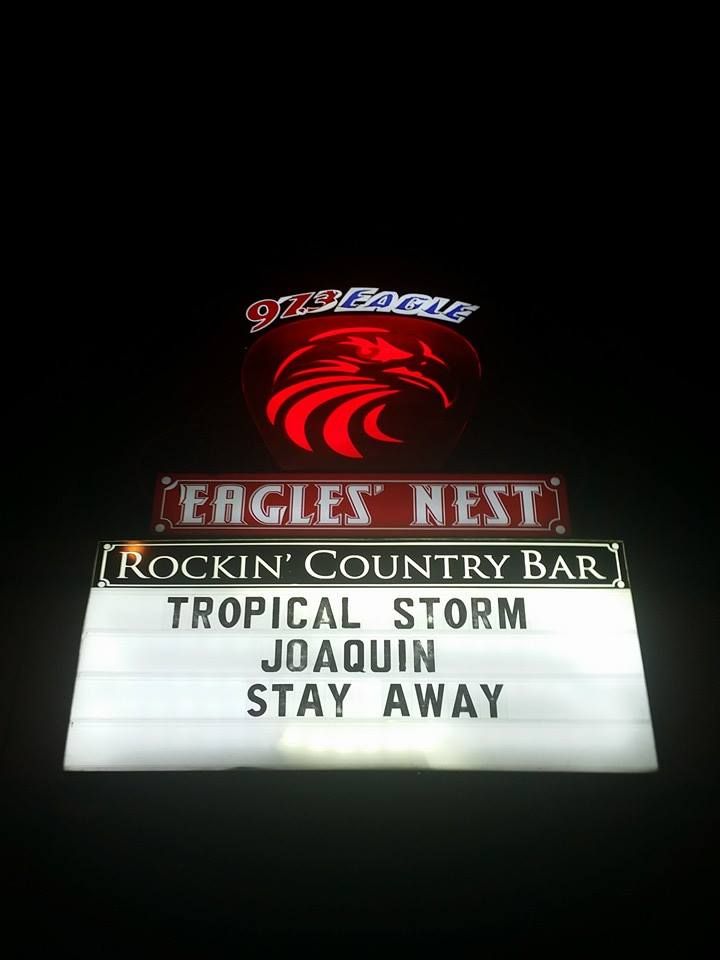 97.3 EAGLE
EAGLES' NEST
ROCKIN' COUNTRY BAR
TROPICAL STORM
JOAQUIN
STAY AWAY